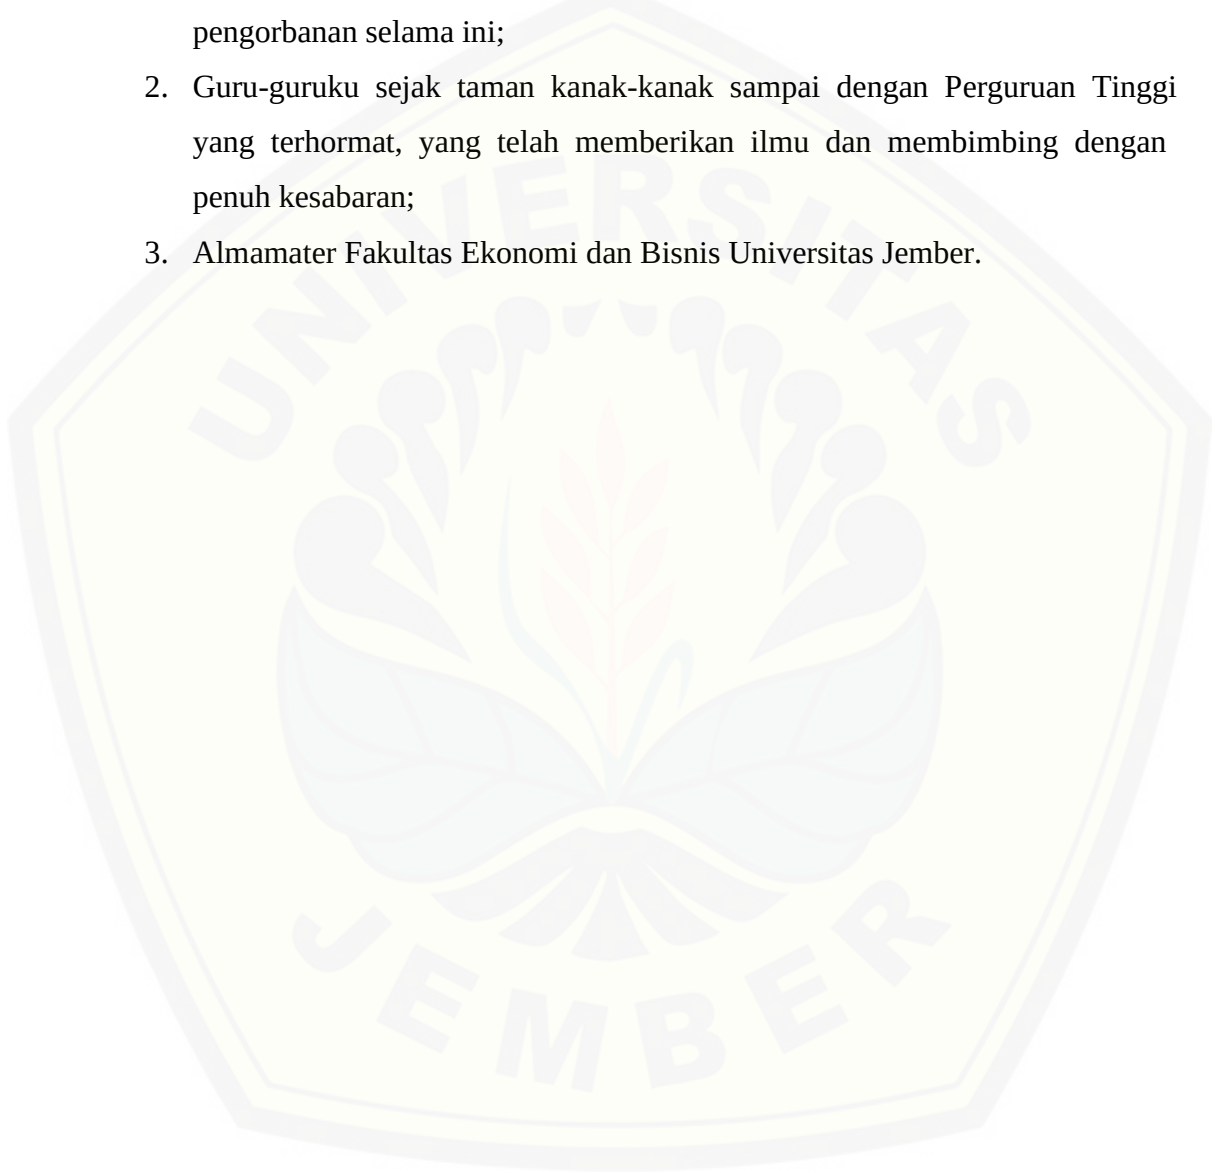 pengorbanan selama ini;
2. Guru-guruku sejak taman kanak-kanak sampai dengan Perguruan Tinggi
yang terhormat, yang telah memberikan ilmu dan membimbing dengan
penuh kesabaran;
3. Almamater Fakultas Ekonomi dan Bisnis Universitas Jember.
UNIVERSITAS
JEMBER